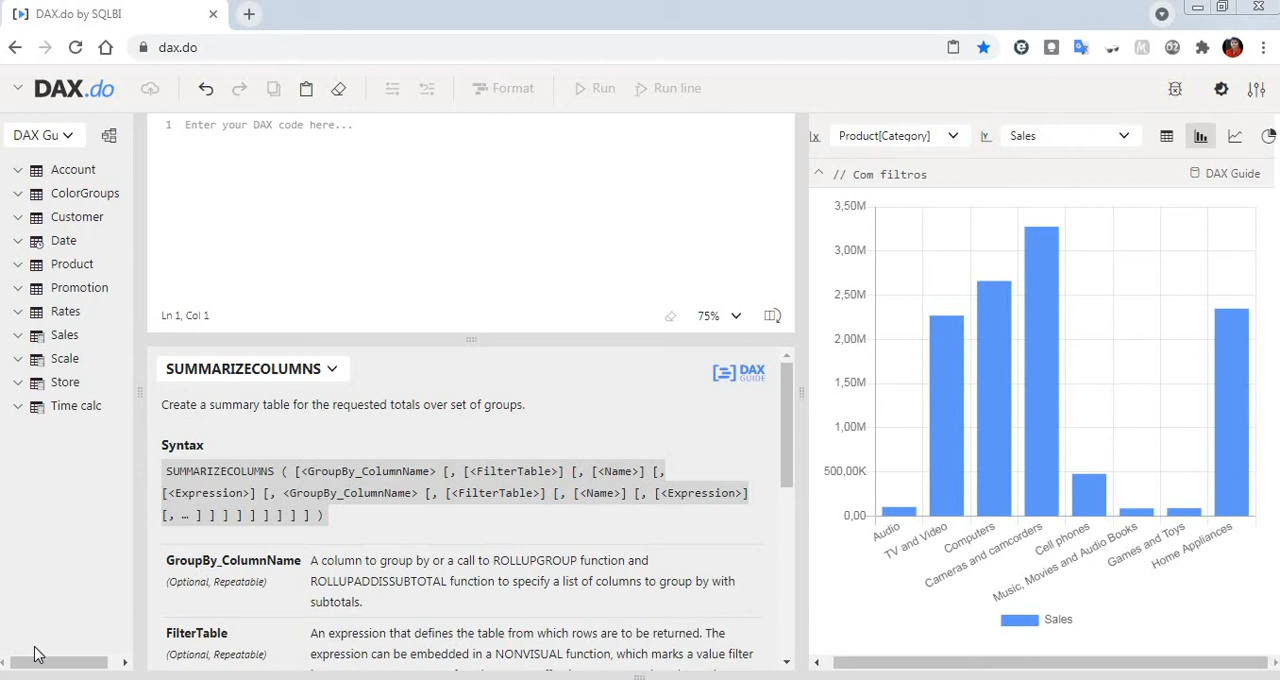 DAX.do by SQLBI
dax.do
DAX.do
Format
Run
Run line
DAX Gu
Account
ColorGroups
Customer
Date
Product
Promotion
Rates
Sales
Scale
Store
Time calc
1 Enter your DAX code here...
Ln 1, Col 1
75%
SUMMARIZECOLUMNS
DAX
GUIDE
Create a summary table for the requested totals over set of groups.
Syntax
SUMMARIZECOLUMNS ( [<GroupBy_ColumnName> [, [<FilterTable>] [, [<Name>] [,
[<Expression>] [, <GroupBy_ColumnName> [, [<FilterTable>] [, [<Name>] [, [<Expression>]
[, … ] ] ] ] ] ] ] ] ] )
GroupBy_ColumnName
(Optional, Repeatable)
A column to group by or a call to ROLLUPGROUP function and
ROLLUPADDISSUBTOTAL function to specify a list of columns to group by with
subtotals.
FilterTable
(Optional, Repeatable)
An expression that defines the table from which rows are to be returned. The
expression can be embedded in a NONVISUAL function, which marks a value filter
Product[Category]
Sales
// Com filtros
DAX Guide
3,50M
3,00M
2,50M
2,00M
1,50M
1,00M
500,00K
0,00
Audio
TV and Video
Computers
Cameras and camcorders
Cell phones
Music, Movies and Audio Books
Games and Toys
Home Appliances
Sales